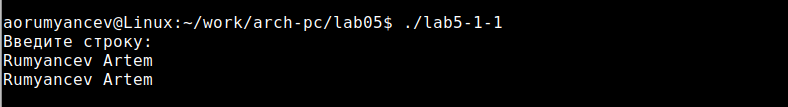 aorumyancev@Linux:~/work/arch-pc/lab05$ ./lab5-1-1
Введите строку:
Rumyancev Artem
Rumyancev Artem